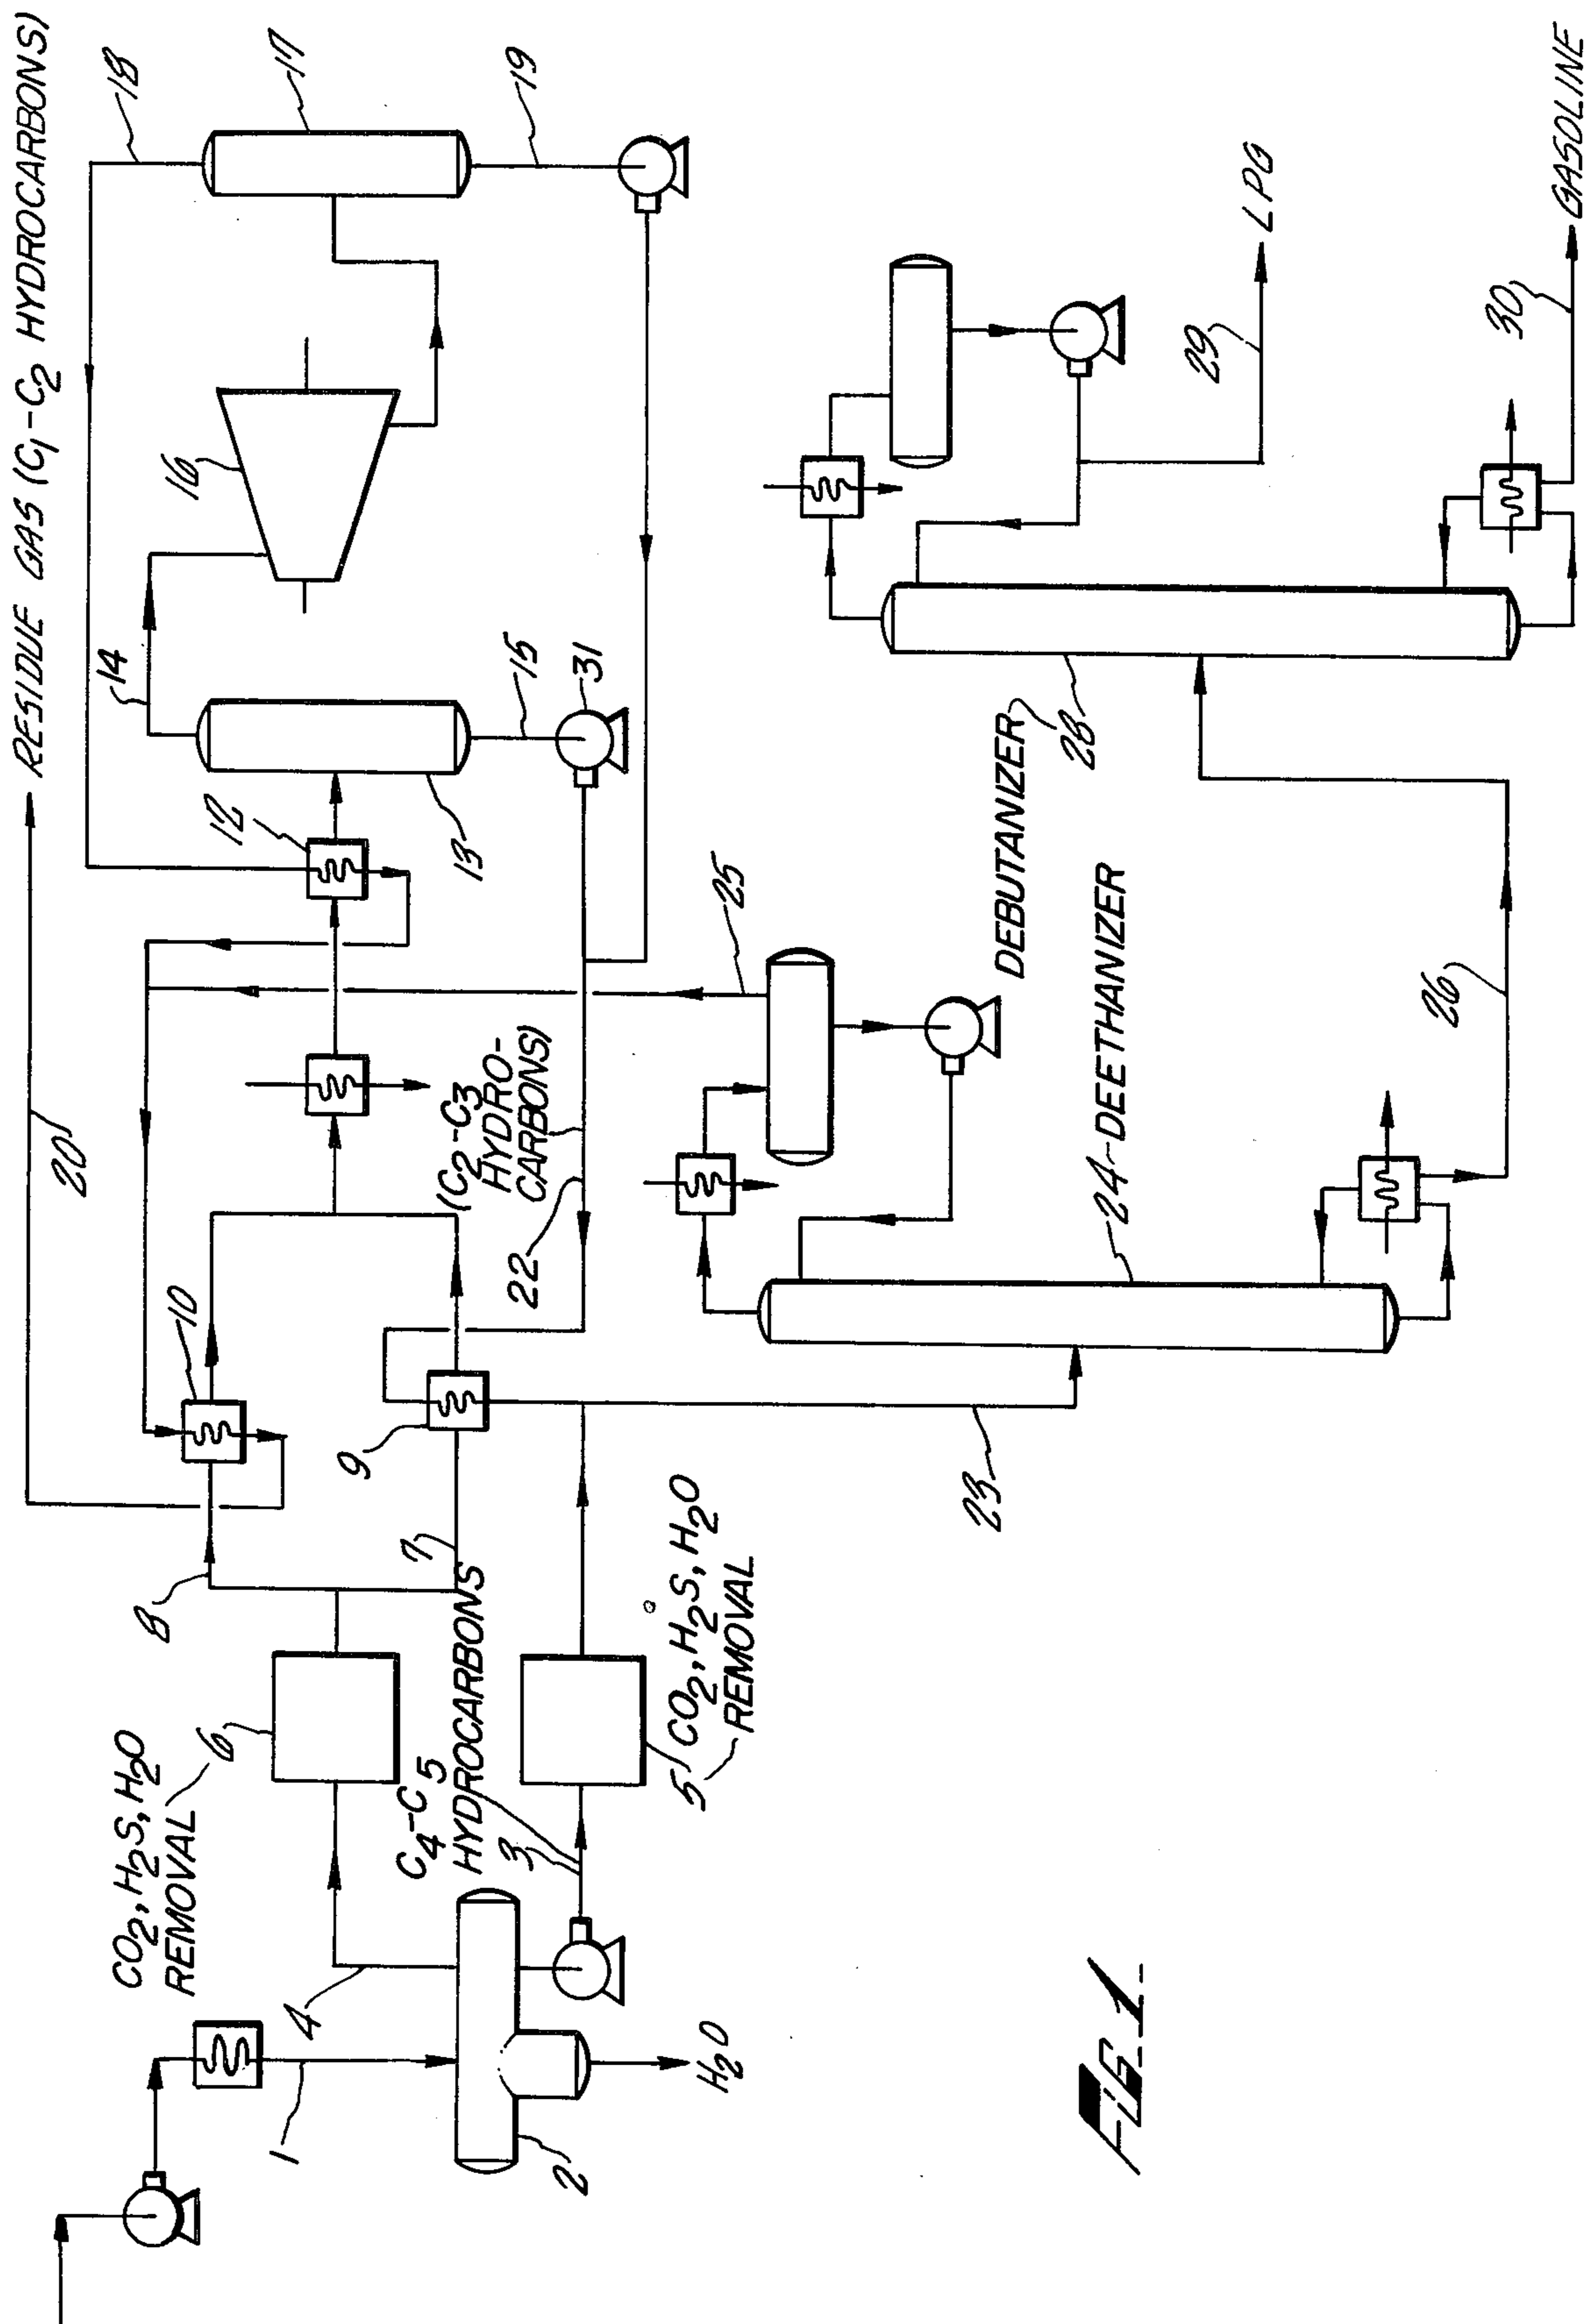 RESIDUE GAS (C1-C2 HYDROCARBONS)
20
18
17
19
16
14
12
13
15
31
10
8
9
7
22
(C2-C3
HYDRO-
CARBONS)
25
CO2, H2S, H2O
REMOVAL
6
4
1
2
H2O
C4-C5
HYDROCARBONS
3
5
CO2, H2S, H2O
REMOVAL
5
23
24-DEETHANIZER
26
DEBUTANIZER
28
29
LPG
30
GASOLINE
FIG. 1